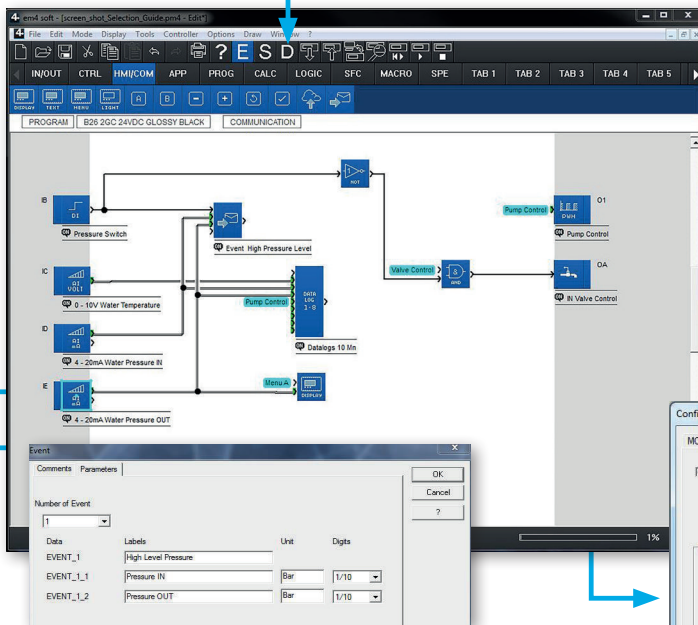 em4 soft - [screen_shot_Selection_Guide.pm4 - Edit*]
File Edit Mode Display Tools Controller Options Draw Window ?
? E S D
IN/OUT CTRL HMI/COM APP PROG CALC LOGIC SFC MACRO SPE TAB 1 TAB 2 TAB 3 TAB 4 TAB 5
DISPLAY TEXT MENU LIGHT A B - +
PROGRAM B26 2GC 24VDC GLOSSY BLACK COMMUNICATION
NOT
IB
DI
Pressure Switch
Event High Pressure Level
Pump Control
PWM
O1
Pump Control
IC
AI
VOLT
0 - 10V Water Temperature
Pump Control
DATA
LOG
1-8
Datalogs 10 Mn
Valve Control
&
AND
OA
IN Valve Control
ID
AI
mA
4 - 20mA Water Pressure IN
IE
mA
4 - 20mA Water Pressure OUT
Menu A
DISPLAY
1%
Event
x
Comments Parameters
OK
Cancel
?
Number of Event
1
Data Labels Unit Digits
EVENT_1 High Level Pressure
EVENT_1_1 Pressure IN Bar 1/10
EVENT_1_2 Pressure OUT Bar 1/10